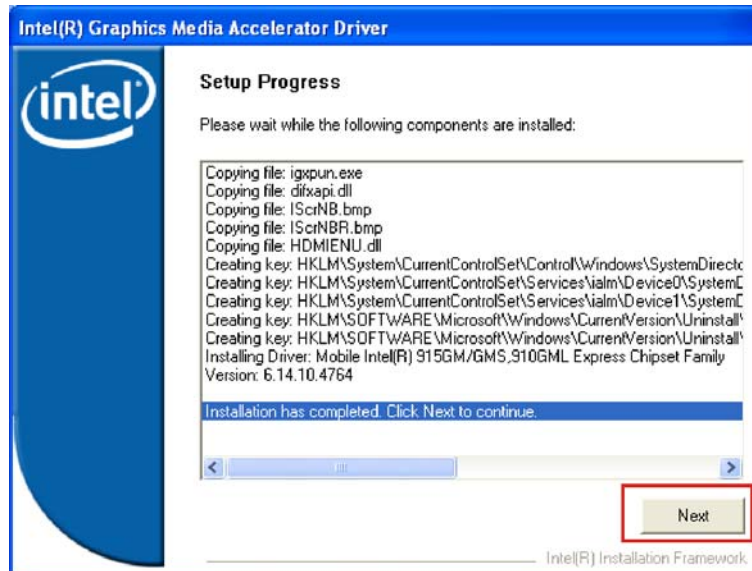 Intel(R) Graphics Media Accelerator Driver
intel
Setup Progress
Please wait while the following components are installed:
Copying file: igxpun.exe
Copying file: difxapi.dll
Copying file: IScrNB.bmp
Copying file: IScrNBR.bmp
Copying file: HDMIENU.dll
Creating key: HKLM\System\CurrentControlSet\Control\Windows\SystemDirecto
Creating key: HKLM\System\CurrentControlSet\Services\ialm\Device0\SystemD
Creating key: HKLM\System\CurrentControlSet\Services\ialm\Device1\SystemD
Creating key: HKLM\SOFTWARE\Microsoft\Windows\CurrentVersion\Uninstall\
Creating key: HKLM\SOFTWARE\Microsoft\Windows\CurrentVersion\Uninstall\
Installing Driver: Mobile Intel(R) 915GM/GMS,910GML Express Chipset Family
Version: 6.14.10.4764
Installation has completed. Click Next to continue.
Next
Intel(R) Installation Framework